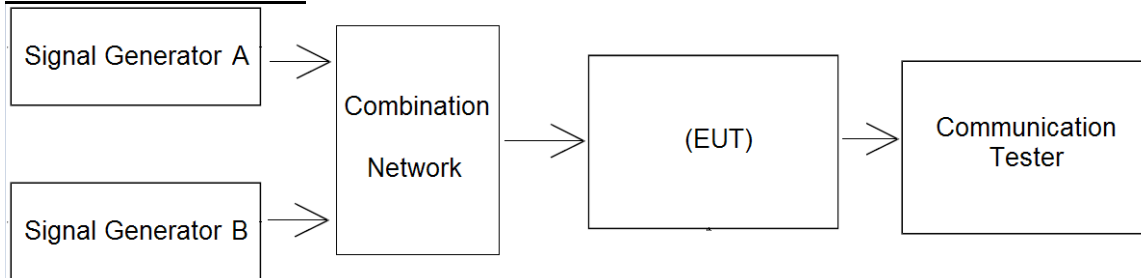 Signal Generator A
Combination
Network
(EUT)
Communication
Tester
Signal Generator B